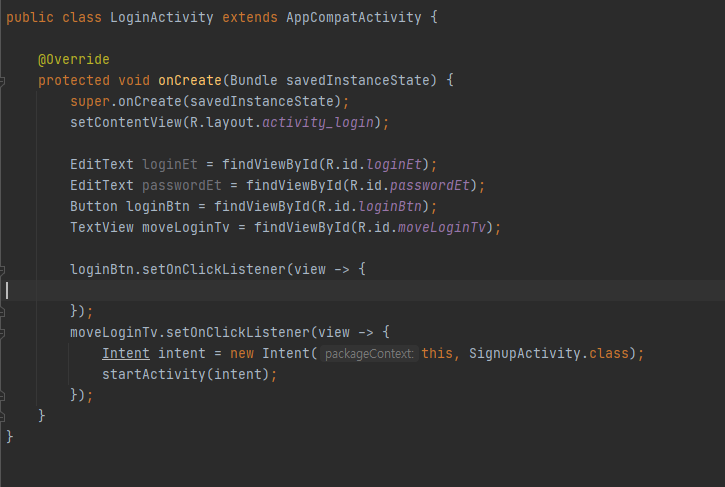 public class LoginActivity extends AppCompatActivity {
@Override
protected void onCreate(Bundle savedInstanceState) {
super.onCreate(savedInstanceState);
setContentView(R.layout.activity_login);
EditText loginEt = findViewById(R.id.loginEt);
EditText passwordEt = findViewById(R.id.passwordEt);
Button loginBtn = findViewById(R.id.loginBtn);
TextView moveLoginTv = findViewById(R.id.moveLoginTv);
loginBtn.setOnClickListener(view -> {
});
moveLoginTv.setOnClickListener(view -> {
Intent intent = new Intent( packageContext: this, SignupActivity.class);
startActivity(intent);
});
}
}